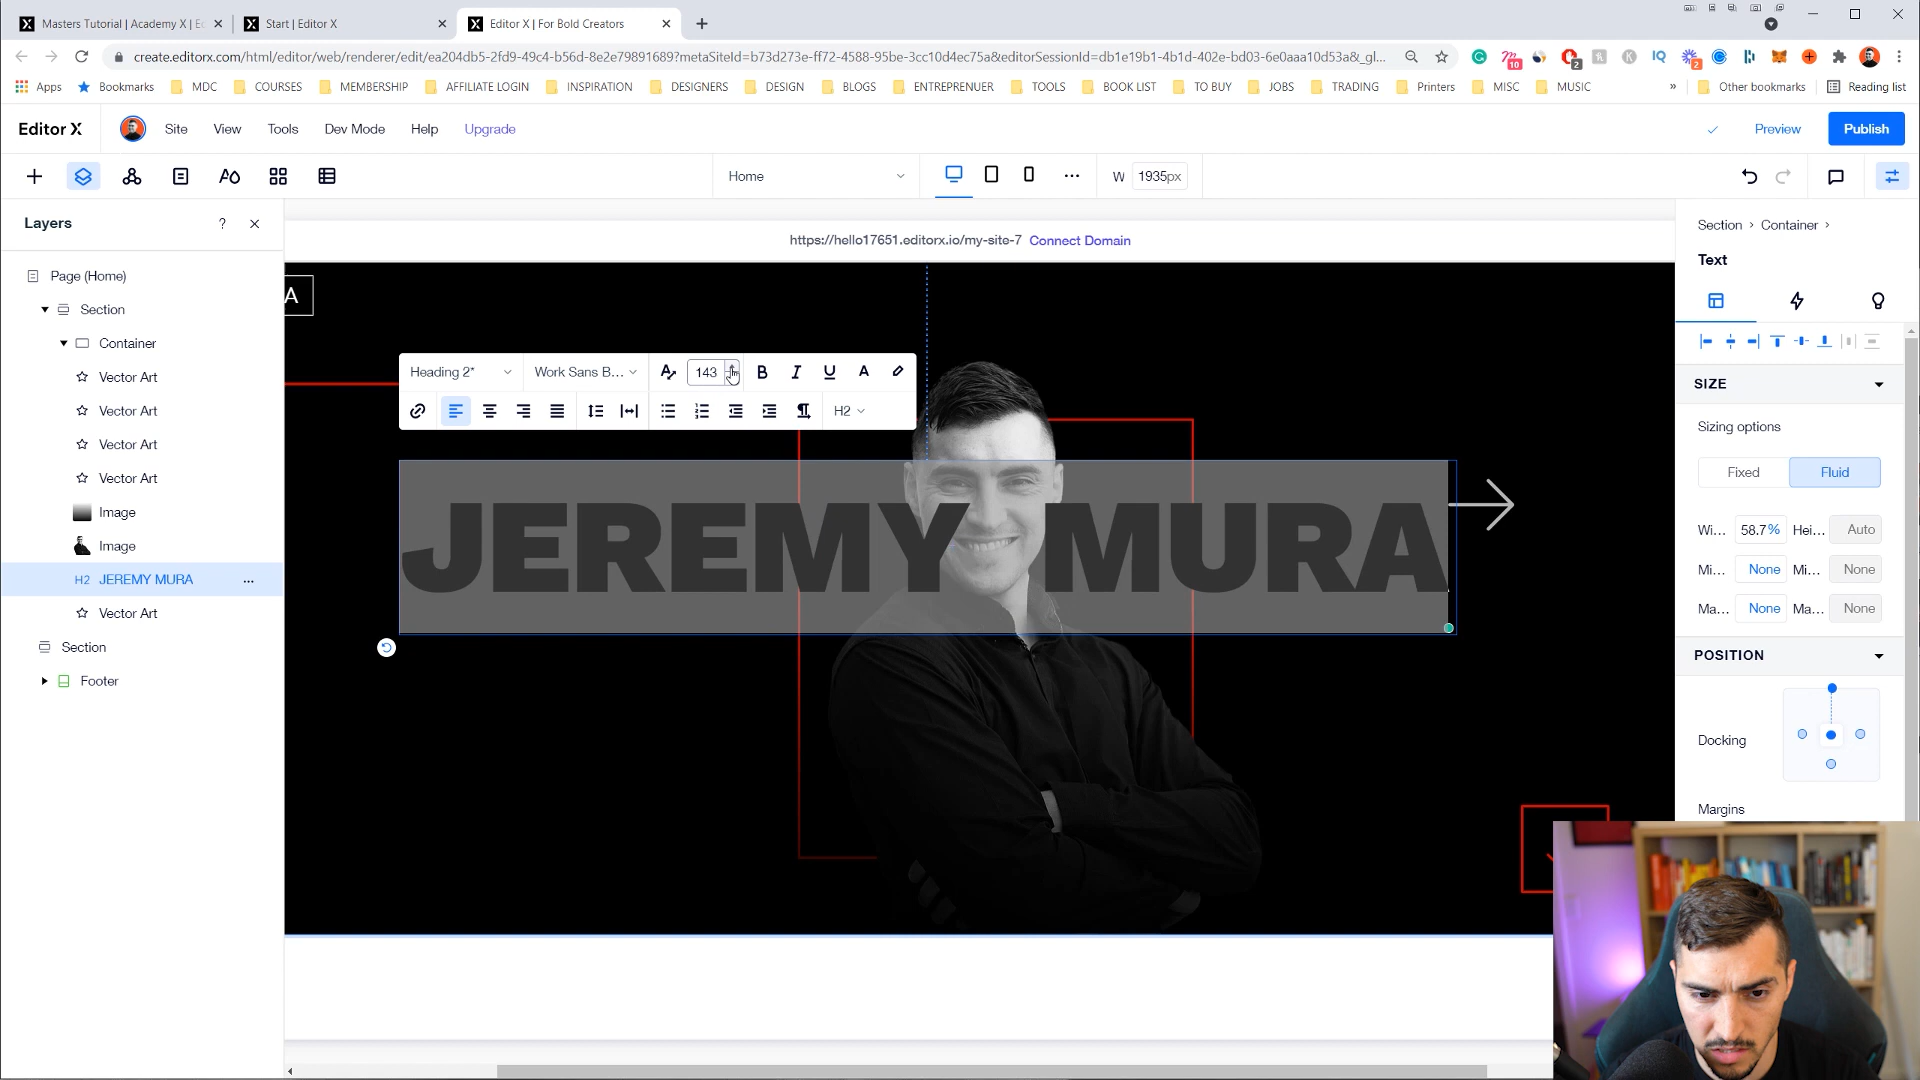 Masters Tutorial | Academy X | Ec
Start | Editor X
Editor X | For Bold Creators
create.editorx.com/html/editor/web/renderer/edit/ea204db5-2fd9-49c4-b56d-8e2e79891689?metaSiteId=b73d273e-ff72-4588-95be-3cc10d4ec75a&editorSessionId=db1e19b1-4b1d-402e-bd03-6e0aaa10d53a&_gl...
10
2
2
Apps
Bookmarks
MDC
COURSES
MEMBERSHIP
AFFILIATE LOGIN
INSPIRATION
DESIGNERS
DESIGN
BLOGS
ENTREPRENUER
TOOLS
BOOK LIST
TO BUY
JOBS
TRADING
Printers
MISC
MUSIC
»
Other bookmarks
Reading list
Editor X
Site
View
Tools
Dev Mode
Help
Upgrade
Preview
Publish
Home
W
1935px
Layers
?
https://hello17651.editorx.io/my-site-7 Connect Domain
Section > Container >
Text
Page (Home)
Section
Container
Vector Art
Vector Art
Vector Art
Vector Art
Image
Image
H2 JEREMY MURA
Vector Art
Section
Footer
A
Heading 2*
Work Sans B...
143
B I U A
H2
JEREMY MURA
SIZE
Sizing options
Fixed
Fluid
Wi... 58.7% Hei... Auto
Mi... None Mi... None
Ma... None Ma... None
POSITION
Docking
Margins